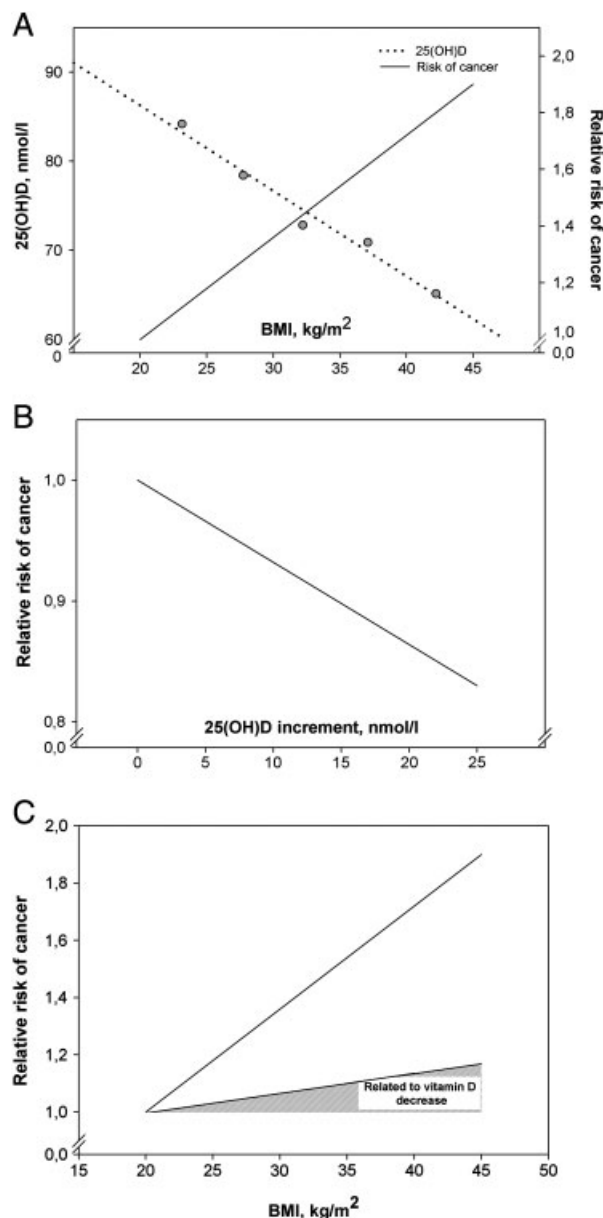 A
25(OH)D
Risk of cancer
90
80
70
60
0
25(OH)D, nmol/l
2,0
1,8
1,6
1,4
1,2
1,0
0,0
Relative risk of cancer
BMI, kg/m²
20 25 30 35 40 45
B
1,0
0,9
0,8
0,0
Relative risk of cancer
25(OH)D increment, nmol/l
0 5 10 15 20 25
C
2,0
1,8
1,6
1,4
1,2
1,0
0,0
Relative risk of cancer
Related to vitamin D
decrease
15 20 25 30 35 40 45 50
BMI, kg/m²